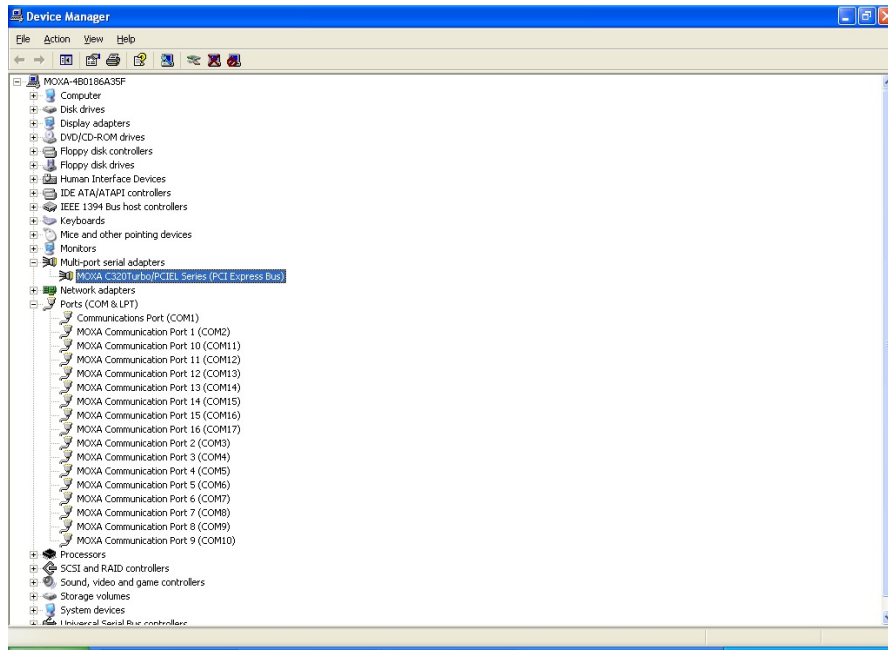 Device Manager
File Action View Help
MOXA-4B0186A35F
Computer
Disk drives
Display adapters
DVD/CD-ROM drives
Floppy disk controllers
Floppy disk drives
Human Interface Devices
IDE ATA/ATAPI controllers
IEEE 1394 Bus host controllers
Keyboards
Mice and other pointing devices
Monitors
Multi-port serial adapters
MOXA C320Turbo/PCIEL Series (PCI Express Bus)
Network adapters
Ports (COM & LPT)
Communications Port (COM1)
MOXA Communication Port 1 (COM2)
MOXA Communication Port 10 (COM11)
MOXA Communication Port 11 (COM12)
MOXA Communication Port 12 (COM13)
MOXA Communication Port 13 (COM14)
MOXA Communication Port 14 (COM15)
MOXA Communication Port 15 (COM16)
MOXA Communication Port 16 (COM17)
MOXA Communication Port 2 (COM3)
MOXA Communication Port 3 (COM4)
MOXA Communication Port 4 (COM5)
MOXA Communication Port 5 (COM6)
MOXA Communication Port 6 (COM7)
MOXA Communication Port 7 (COM8)
MOXA Communication Port 8 (COM9)
MOXA Communication Port 9 (COM10)
Processors
SCSI and RAID controllers
Sound, video and game controllers
Storage volumes
System devices
Universal Serial Bus controllers